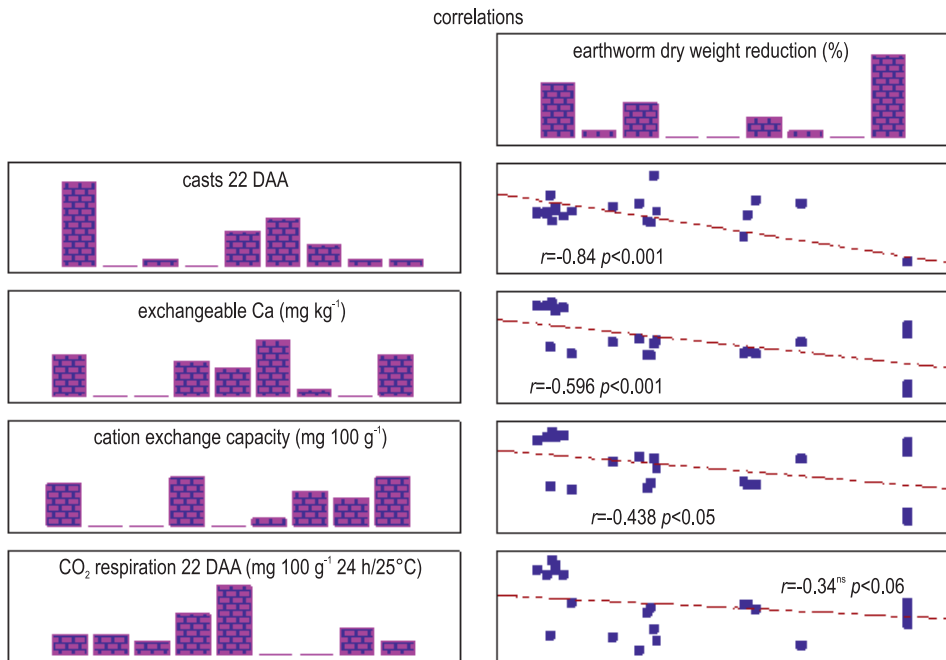 correlations
earthworm dry weight reduction (%)
casts 22 DAA
r=-0.84 p<0.001
exchangeable Ca (mg kg⁻¹)
r=-0.596 p<0.001
cation exchange capacity (mg 100 g⁻¹)
r=-0.438 p<0.05
CO₂ respiration 22 DAA (mg 100 g⁻¹ 24 h/25°C)
r=-0.34ⁿˢ p<0.06